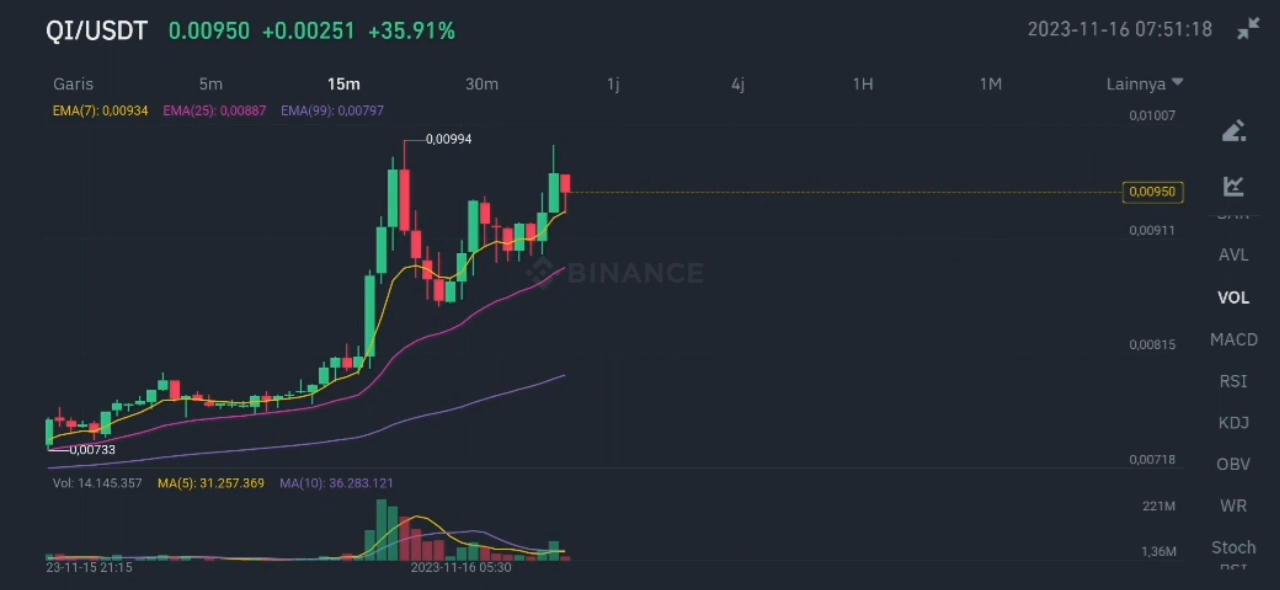 QI/USDT 0.00950 +0.00251 +35.91% 2023-11-16 07:51:18
Garis 5m 15m 30m 1j 4j 1H 1M Lainnya
EMA(7): 0,00934 EMA(25): 0,00887 EMA(99): 0,00797
0,01007
0,00994
0,00950
0,00911
AVL
BINANCE
VOL
MACD
0,00815
RSI
KDJ
0,00733
0,00718
OBV
Vol: 14.145.357 MA(5): 31.257.369 MA(10): 36.283.121
221M
WR
1,36M
Stoch
23-11-15 21:15 2023-11-16 05:30